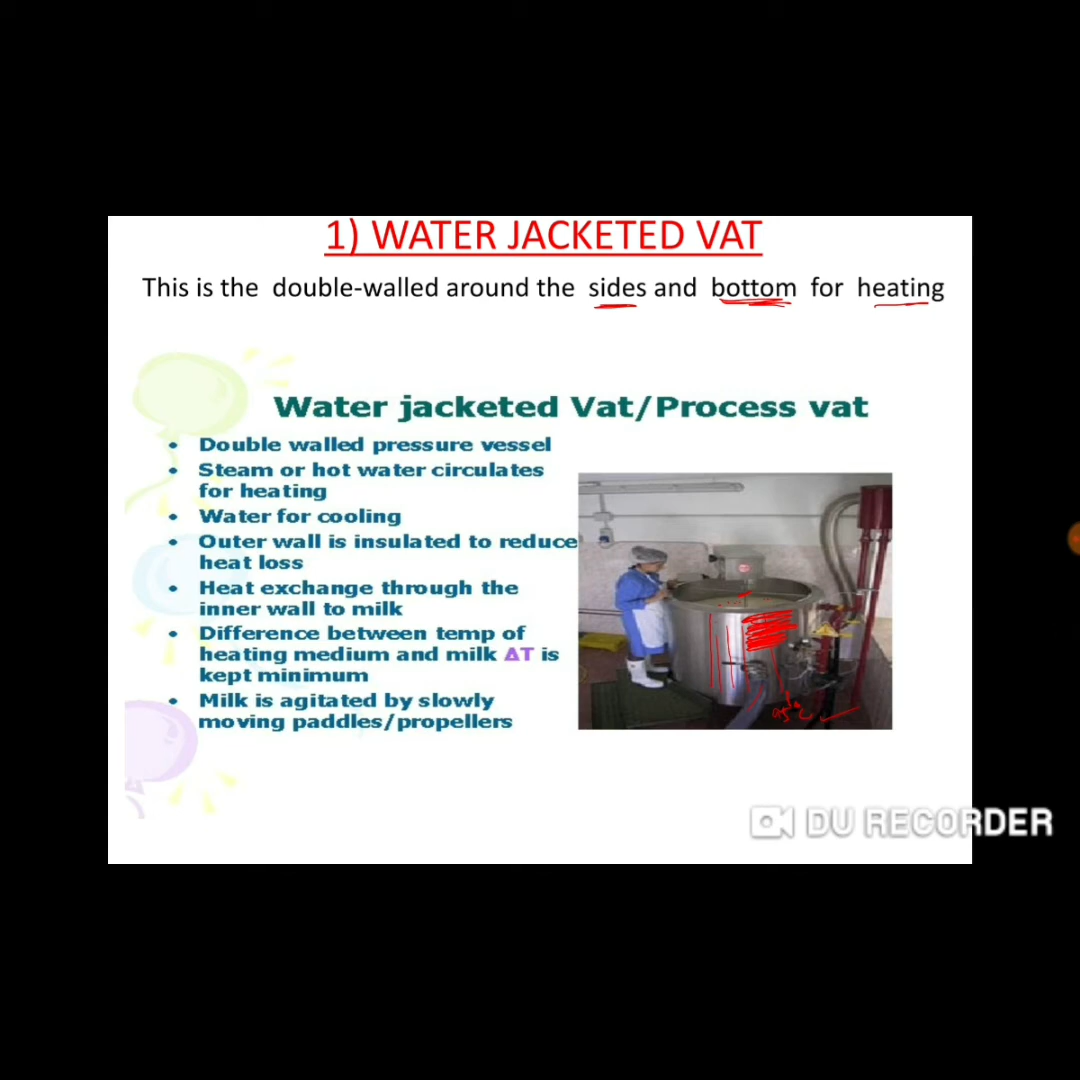 1) WATER JACKETED VAT
This is the double-walled around the sides and bottom for heating
Water jacketed Vat/Process vat
• Double walled pressure vessel
• Steam or hot water circulates
for heating
• Water for cooling
• Outer wall is insulated to reduce
heat loss
• Heat exchange through the
inner wall to milk
• Difference between temp of
heating medium and milk ΔT is
kept minimum
• Milk is agitated by slowly
moving paddles/propellers
DU RECORDER